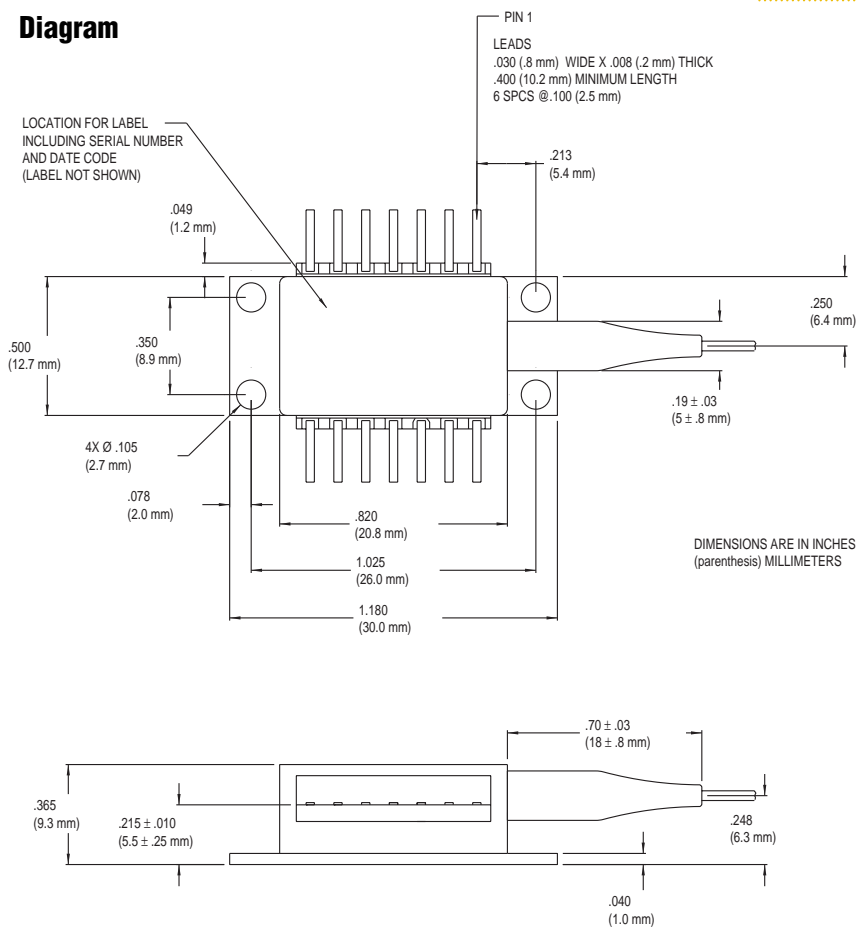 Diagram
PIN 1
LEADS
.030 (.8 mm) WIDE X .008 (.2 mm) THICK
.400 (10.2 mm) MINIMUM LENGTH
6 SPCS @.100 (2.5 mm)
LOCATION FOR LABEL
INCLUDING SERIAL NUMBER
AND DATE CODE
(LABEL NOT SHOWN)
.213
(5.4 mm)
.049
(1.2 mm)
.250
(6.4 mm)
.500
(12.7 mm)
.350
(8.9 mm)
.19 ± .03
(5 ± .8 mm)
4X Ø .105
(2.7 mm)
.078
(2.0 mm)
.820
(20.8 mm)
DIMENSIONS ARE IN INCHES
(parenthesis) MILLIMETERS
1.025
(26.0 mm)
1.180
(30.0 mm)
.70 ± .03
(18 ± .8 mm)
.365
(9.3 mm)
.215 ± .010
(5.5 ± .25 mm)
.248
(6.3 mm)
.040
(1.0 mm)